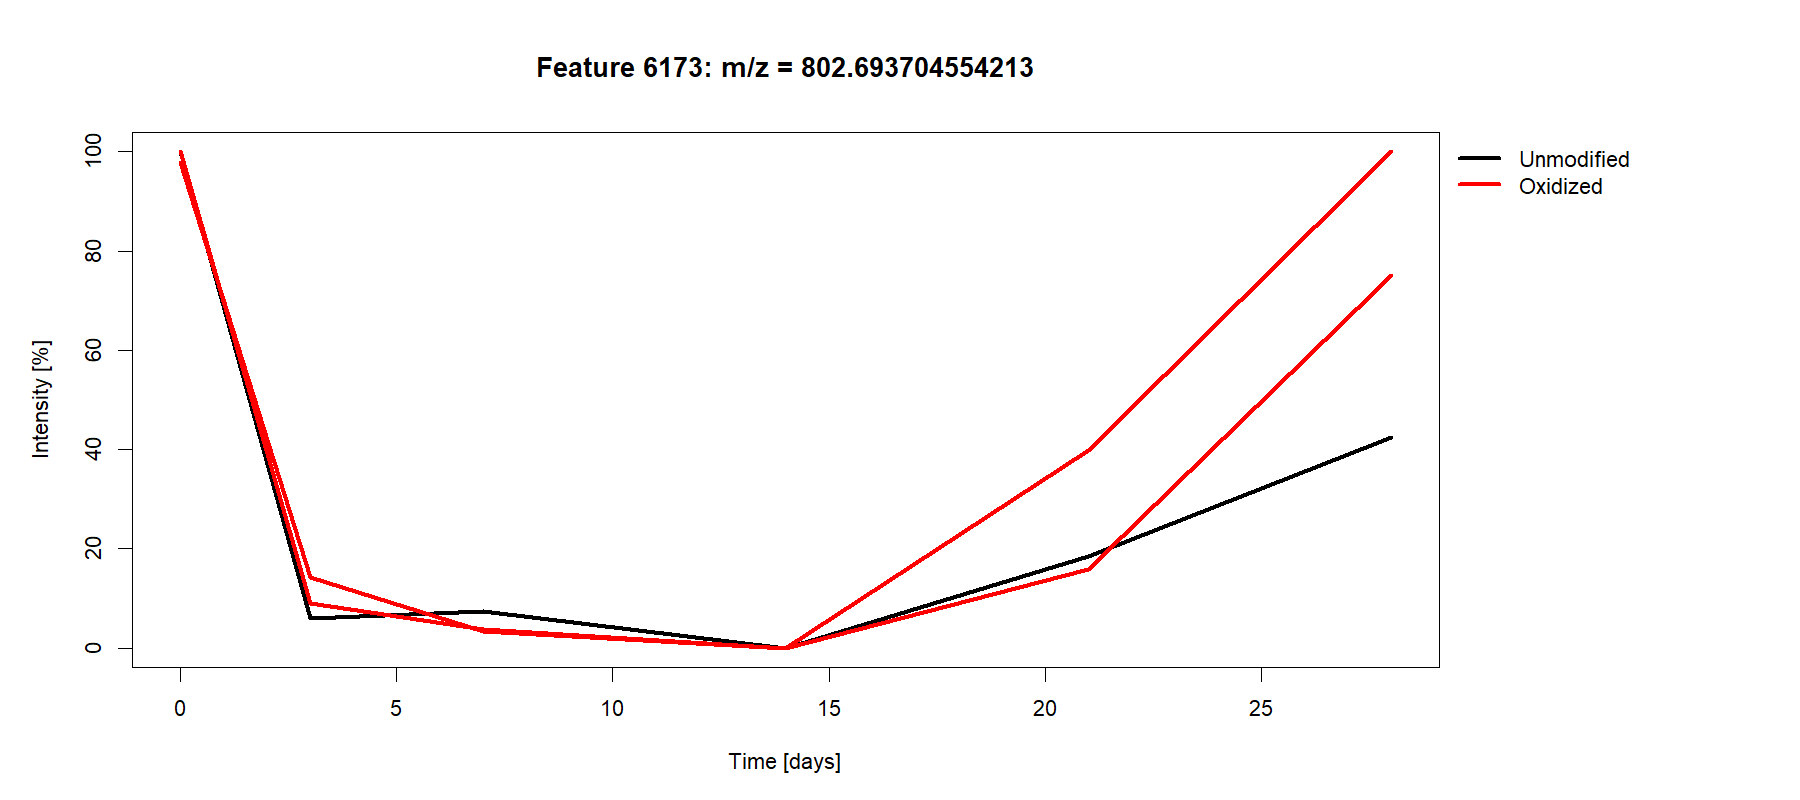 Feature 6173: m/z = 802.693704554213
Unmodified
Oxidized
Intensity [%]
100
80
60
40
20
0
0 5 10 15 20 25
Time [days]